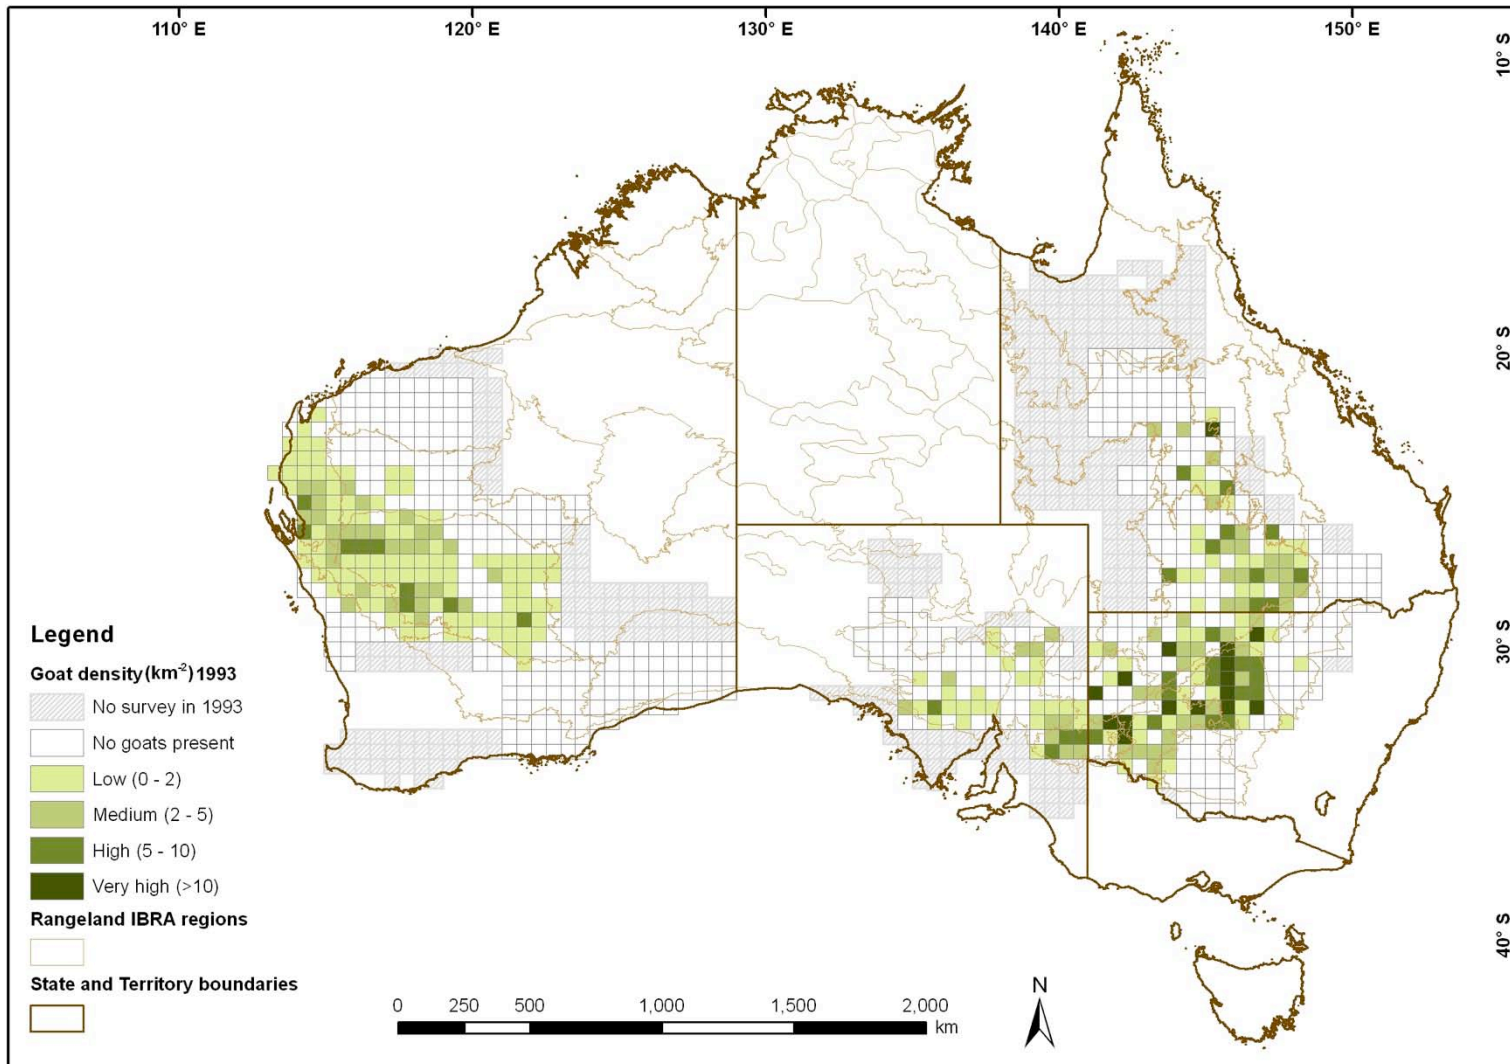 110° E 120° E 130° E 140° E 150° E
10° S
20° S
30° S
40° S
Legend
Goat density (km⁻²) 1993
No survey in 1993
No goats present
Low (0 - 2)
Medium (2 - 5)
High (5 - 10)
Very high (>10)
Rangeland IBRA regions
State and Territory boundaries
0 250 500 1,000 1,500 2,000
km
N